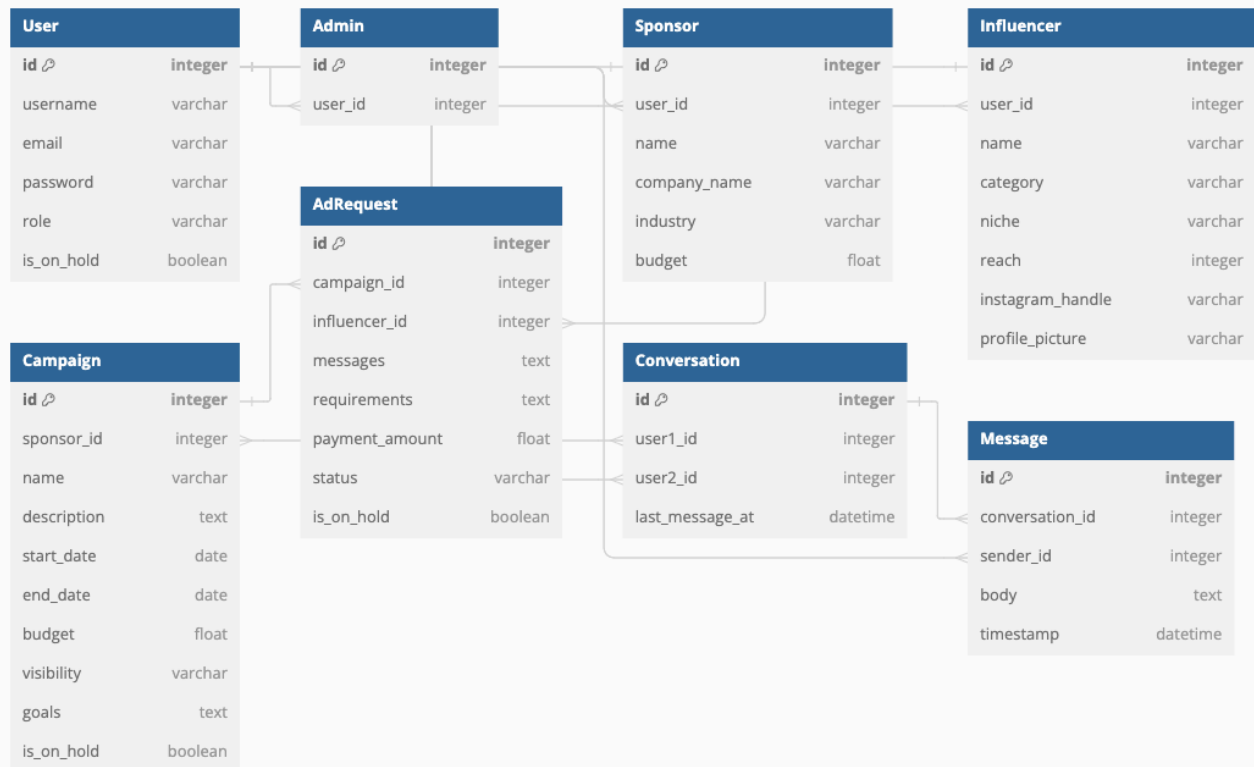 User
id integer
username varchar
email varchar
password varchar
role varchar
is_on_hold boolean
Admin
id integer
user_id integer
Sponsor
id integer
user_id integer
name varchar
company_name varchar
industry varchar
budget float
Influencer
id integer
user_id integer
name varchar
category varchar
niche varchar
reach integer
instagram_handle varchar
profile_picture varchar
AdRequest
id integer
campaign_id integer
influencer_id integer
messages text
requirements text
payment_amount float
status varchar
is_on_hold boolean
Campaign
id integer
sponsor_id integer
name varchar
description text
start_date date
end_date date
budget float
visibility varchar
goals text
is_on_hold boolean
Conversation
id integer
user1_id integer
user2_id integer
last_message_at datetime
Message
id integer
conversation_id integer
sender_id integer
body text
timestamp datetime